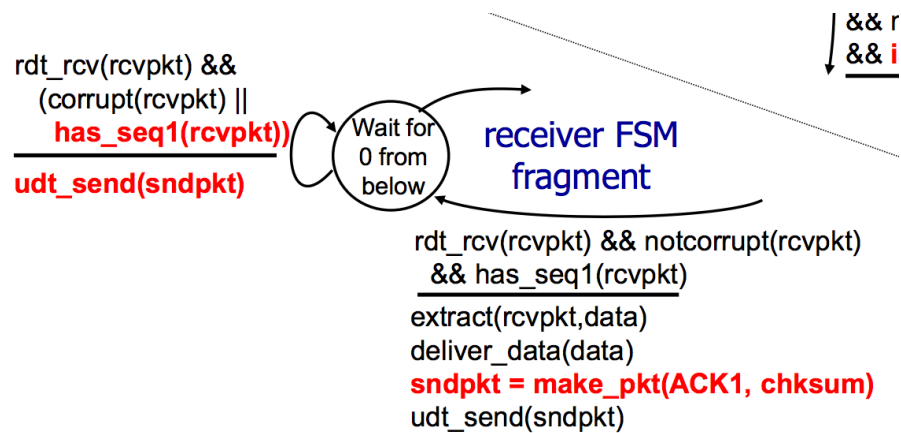 && r
&& i
rdt_rcv(rcvpkt) &&
(corrupt(rcvpkt) ||
has_seq1(rcvpkt))
udt_send(sndpkt)
Wait for
0 from
below
receiver FSM
fragment
rdt_rcv(rcvpkt) && notcorrupt(rcvpkt)
&& has_seq1(rcvpkt)
extract(rcvpkt,data)
deliver_data(data)
sndpkt = make_pkt(ACK1, chksum)
udt_send(sndpkt)